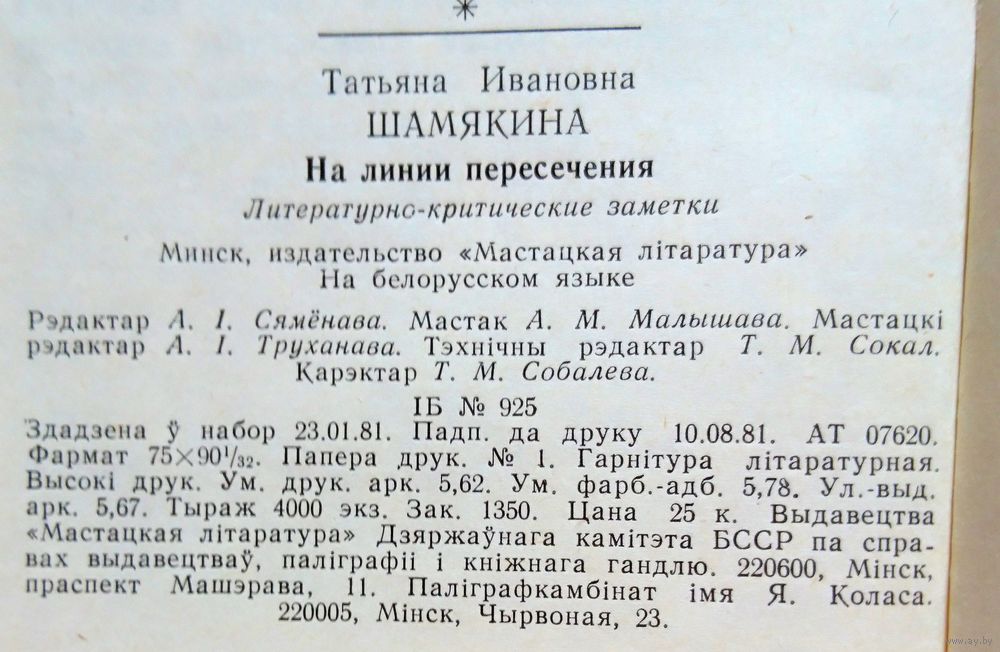 *
Татьяна Ивановна
ШАМЯКИНА
На линии пересечения
Литературно-критические заметки
Минск, издательство «Мастацкая літаратура»
На белорусском языке
Рэдактар А. І. Сямёнава. Мастак А. М. Малышава. Мастацкі
рэдактар А. І. Труханава. Тэхнічны рэдактар Т. М. Сокал.
Карэктар Т. М. Собалева.
ІБ № 925
Здадзена ў набор 23.01.81. Падп. да друку 10.08.81. АТ 07620.
Фармат 75×90¹/₃₂. Папера друк. № 1. Гарнітура літаратурная.
Высокі друк. Ум. друк. арк. 5,62. Ум. фарб.-адб. 5,78. Ул.-выд.
арк. 5,67. Тыраж 4000 экз. Зак. 1350. Цана 25 к. Выдавецтва
«Мастацкая літаратура» Дзяржаўнага камітэта БССР па спра-
вах выдавецтваў, паліграфіі і кніжнага гандлю. 220600, Мінск,
праспект Машэрава, 11. Паліграфкамбінат імя Я. Коласа.
220005, Мінск, Чырвоная, 23.
www.ay.by